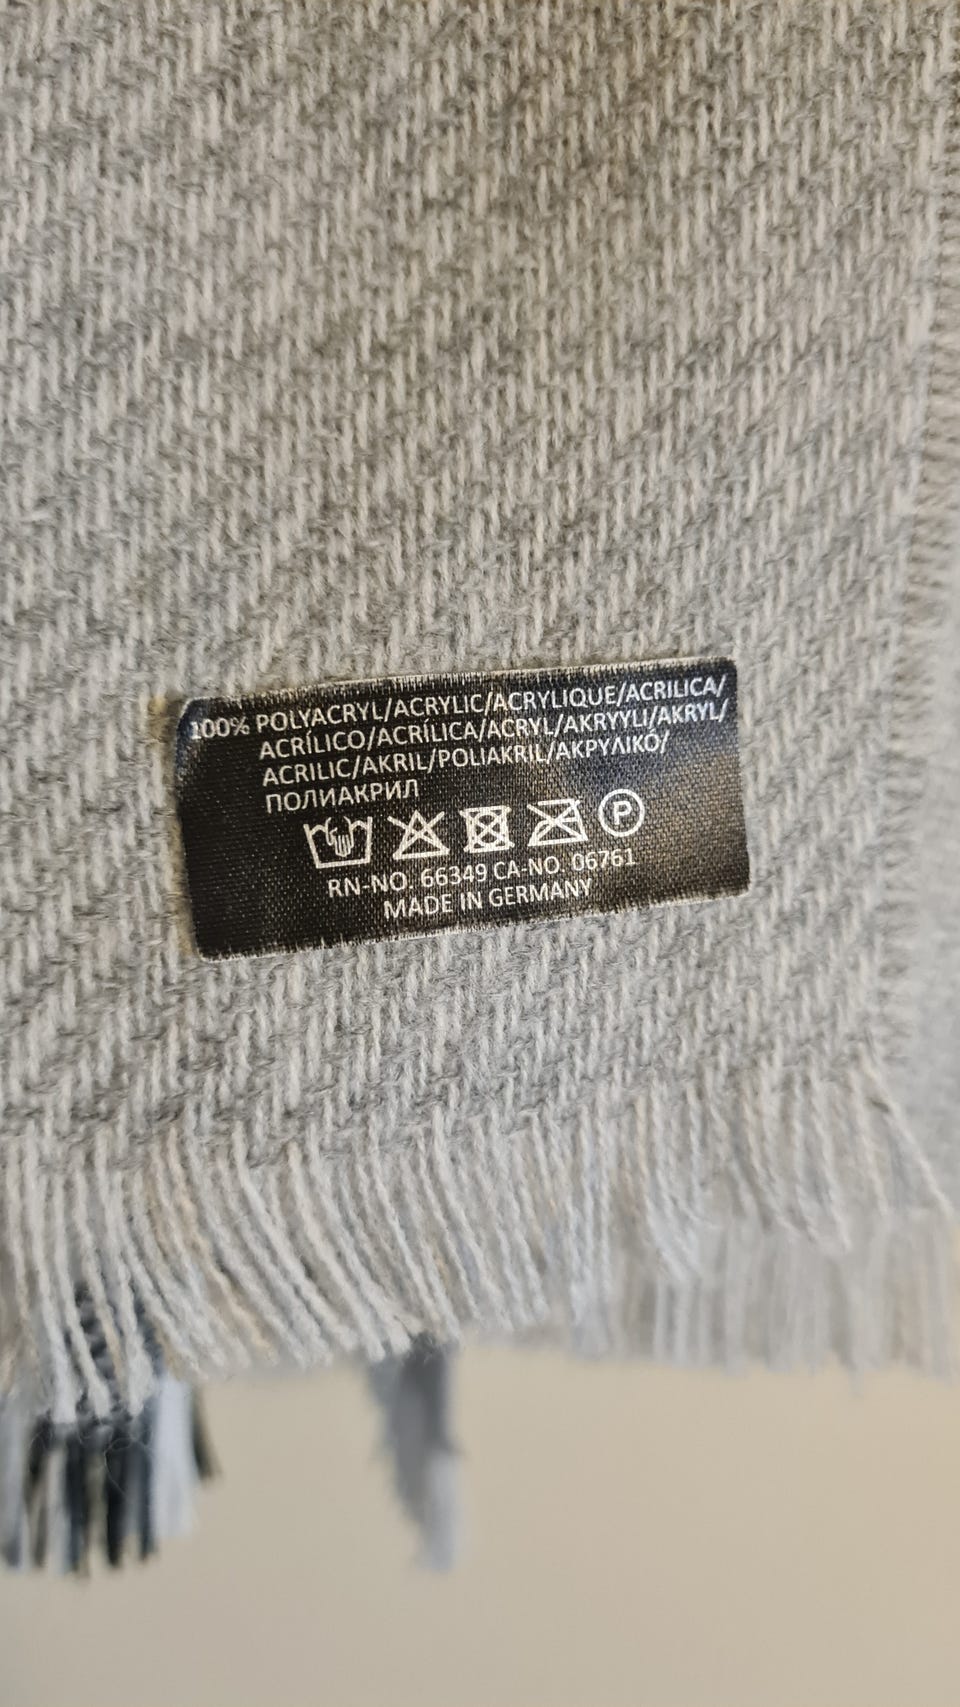 100% POLYACRYL/ACRYLIC/ACRYLIQUE/ACRILICA/
ACRÍLICO/ACRÍLICA/ACRYL/AKRYYLI/AKRYL/
ACRILIC/AKRIL/POLIAKRIL/ΑΚΡΥΛΙΚÓ/
ПОЛИАКРИЛ
P
RN-NO. 66349 CA-NO. 06761
MADE IN GERMANY